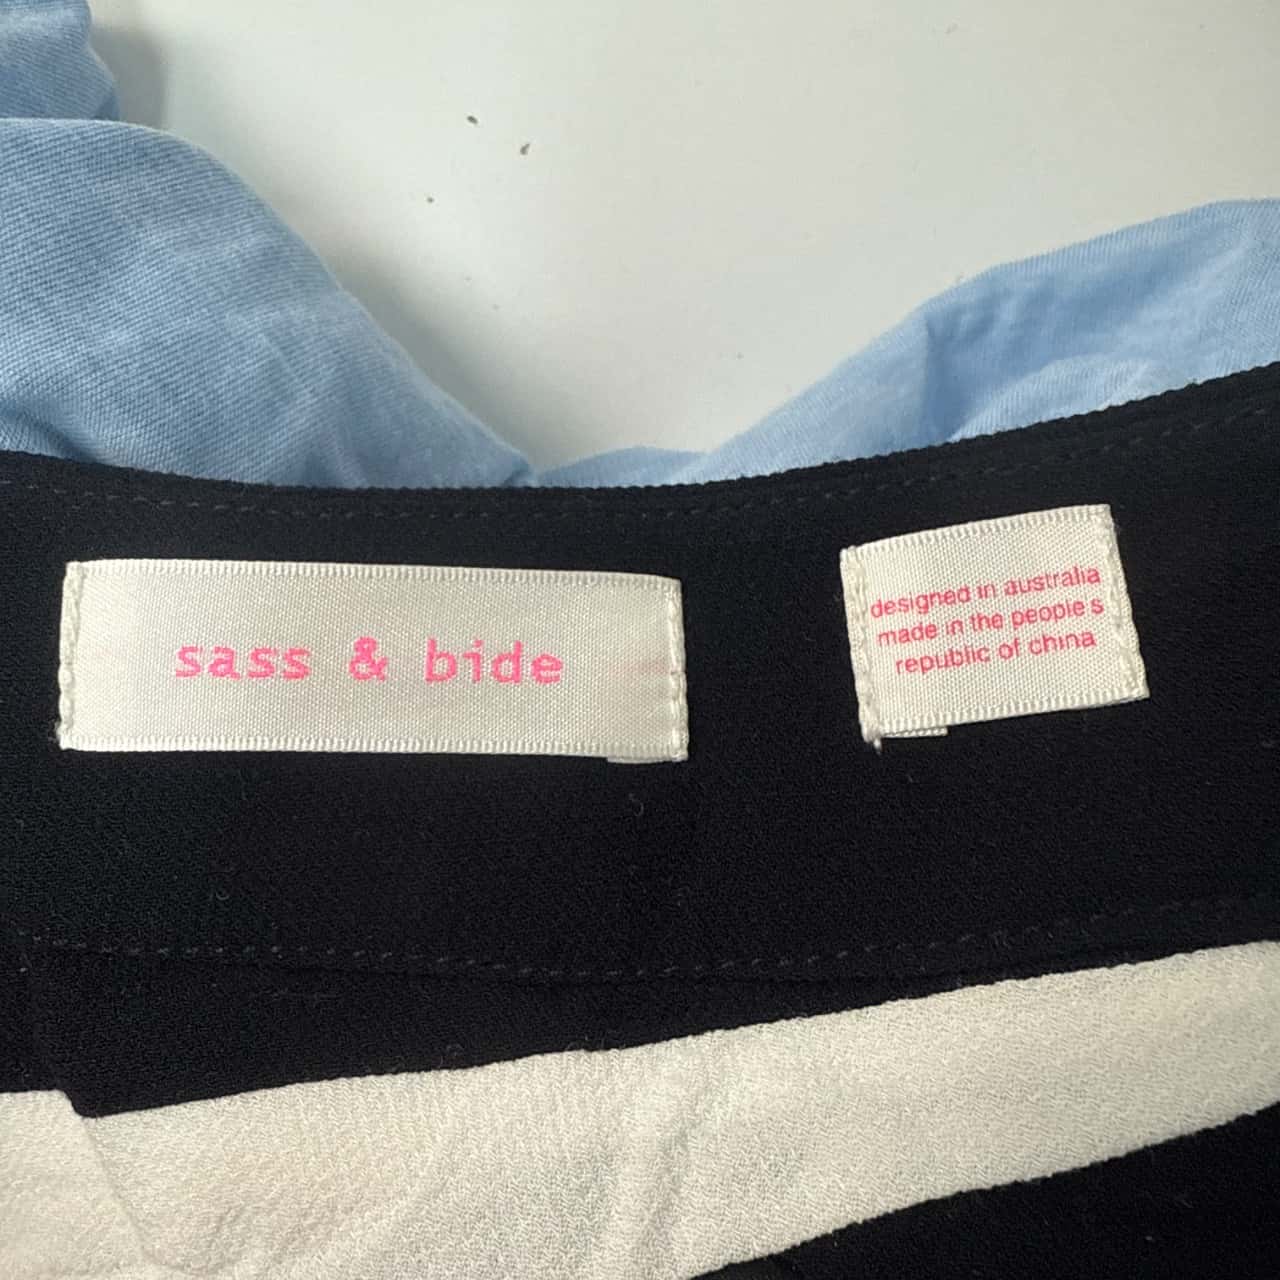 sass & bide
designed in australia
made in the people s
republic of china